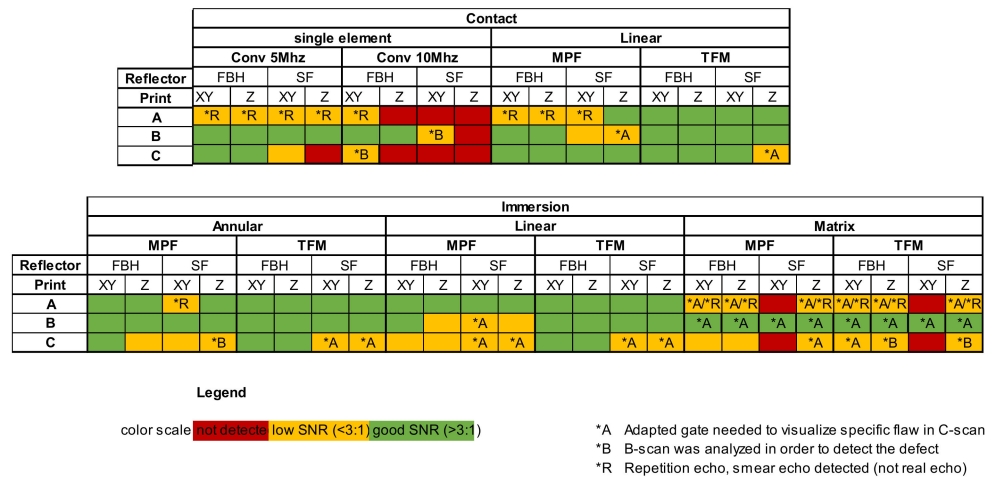 Contact
single element Linear
Conv 5Mhz Conv 10Mhz MPF TFM
Reflector FBH SF FBH SF FBH SF FBH SF
Print XY Z XY Z XY Z XY Z XY Z XY Z XY Z XY Z
A *R *R *R *R *R *R *R *R
B *B *A
C *B *A
Immersion
Annular Linear Matrix
MPF TFM MPF TFM MPF TFM
Reflector FBH SF FBH SF FBH SF FBH SF FBH SF FBH SF
Print XY Z XY Z XY Z XY Z XY Z XY Z XY Z XY Z XY Z XY Z XY Z XY Z
A *R *A/*R *A/*R *A/*R *A/*R *A/*R *A/*R
B *A *A *A *A *A *A *A *A *A
C *B *A *A *A *A *A *A *A *A *B *B
Legend
color scale not detecte low SNR (<3:1) good SNR (>3:1)
*A Adapted gate needed to visualize specific flaw in C-scan
*B B-scan was analyzed in order to detect the defect
*R Repetition echo, smear echo detected (not real echo)